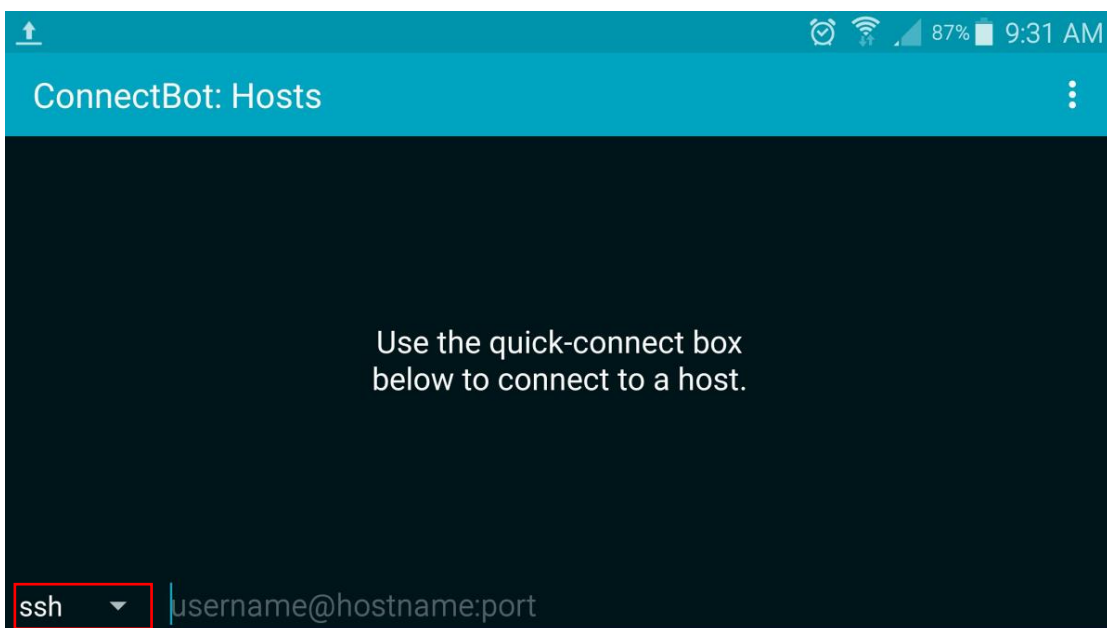 87% 9:31 AM
ConnectBot: Hosts
Use the quick-connect box
below to connect to a host.
ssh username@hostname:port